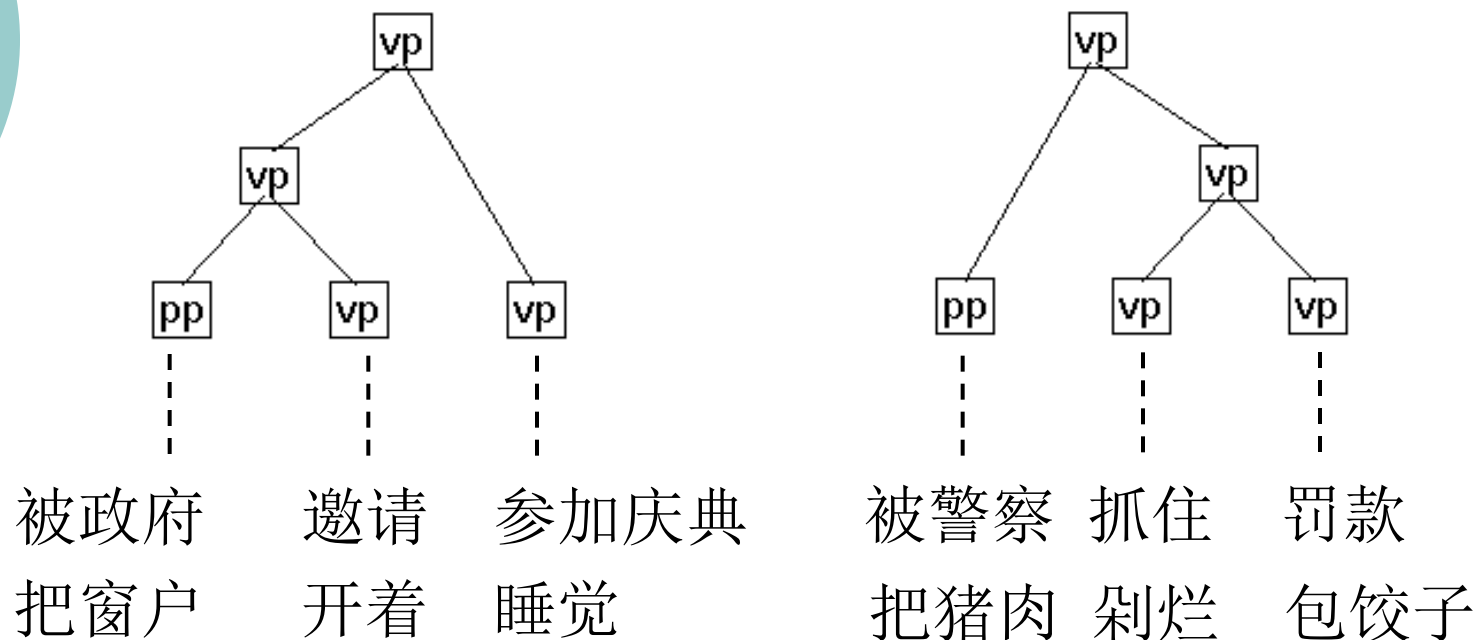 vp vp
vp vp
pp vp vp pp vp vp
被政府 邀请 参加庆典 被警察 抓住 罚款
把窗户 开着 睡觉 把猪肉 剁烂 包饺子